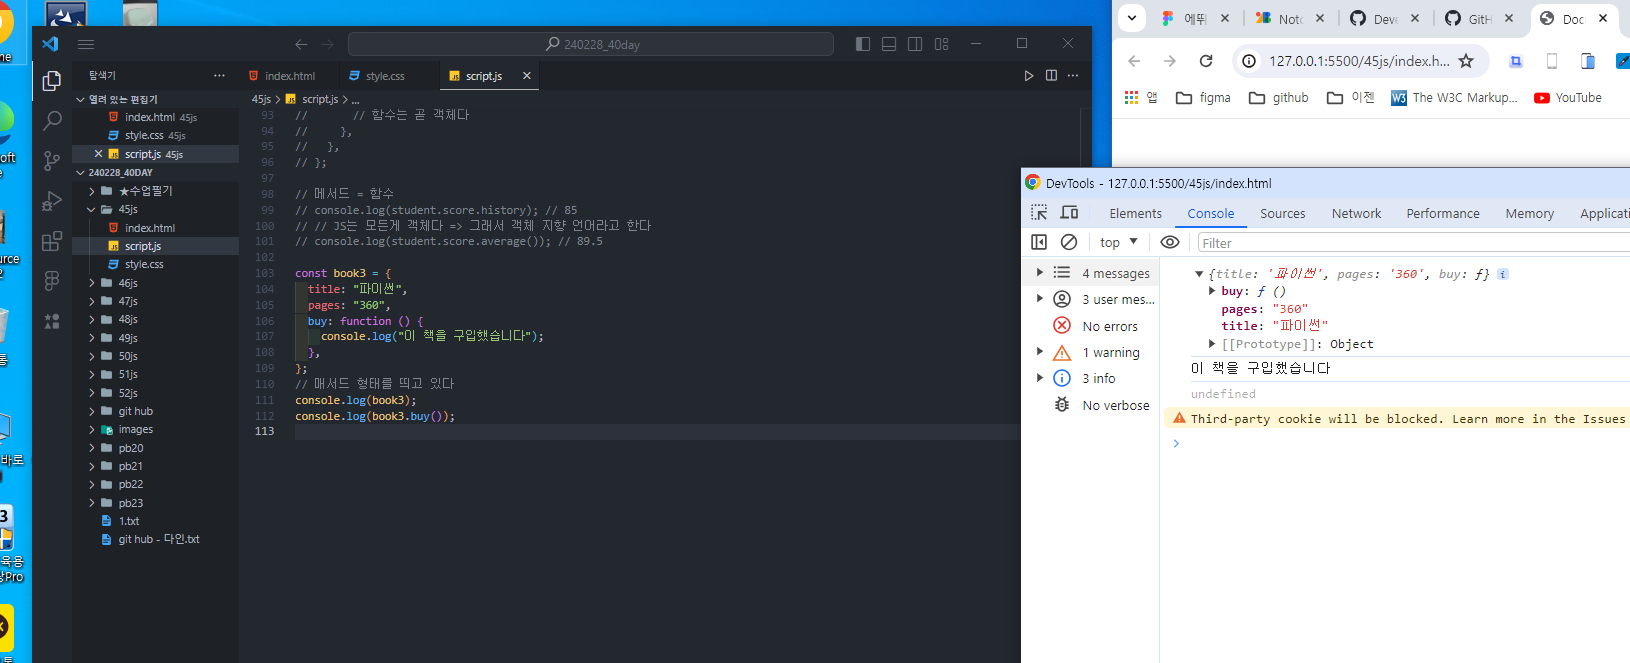 240228_40day
탐색기
index.html
style.css
script.js
열려 있는 편집기
index.html 45js
style.css 45js
script.js 45js
240228_40DAY
★수업필기
45js
index.html
script.js
style.css
46js
47js
48js
49js
50js
51js
52js
git hub
images
pb20
pb21
pb22
pb23
1.txt
git hub - 다인.txt
45js > script.js > ...
93 // // 함수는 곧 객체다
94 // },
95 // },
96 // };
97
98 // 메서드 = 함수
99 // console.log(student.score.history); // 85
100 // // JS는 모든게 객체다 => 그래서 객체 지향 언어라고 한다
101 // console.log(student.score.average()); // 89.5
102
103 const book3 = {
104 title: "파이썬",
105 pages: "360",
106 buy: function () {
107 console.log("이 책을 구입했습니다");
108 },
109 };
110 // 매서드 형태를 띄고 있다
111 console.log(book3);
112 console.log(book3.buy());
113
에뛰
Note
Deve
GitH
Doc
127.0.0.1:5500/45js/index.h...
앱
figma
github
이젠
W3 The W3C Markup...
YouTube
DevTools - 127.0.0.1:5500/45js/index.html
Elements Console Sources Network Performance Memory Applicati
top
Filter
4 messages
3 user mes...
No errors
1 warning
3 info
No verbose
{title: '파이썬', pages: '360', buy: ƒ}
buy: ƒ ()
pages: "360"
title: "파이썬"
[[Prototype]]: Object
이 책을 구입했습니다
undefined
Third-party cookie will be blocked. Learn more in the Issues